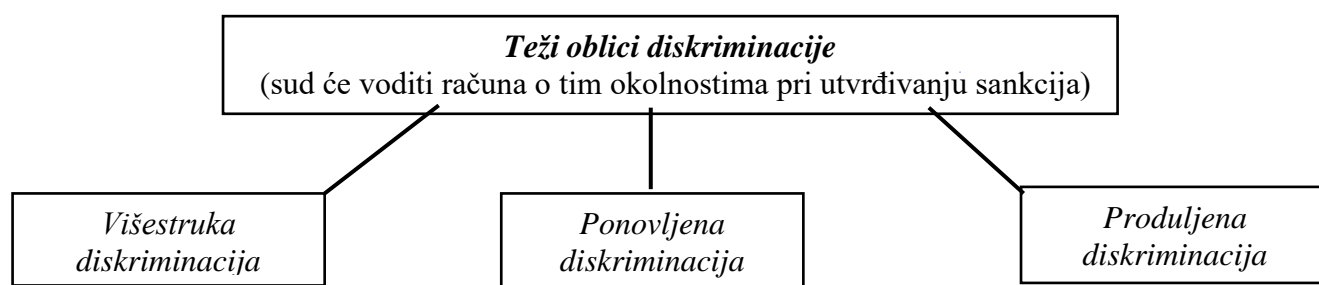 Teži oblici diskriminacije
(sud će voditi računa o tim okolnostima pri utvrđivanju sankcija)
Višestruka
diskriminacija
Ponovljena
diskriminacija
Produljena
diskriminacija